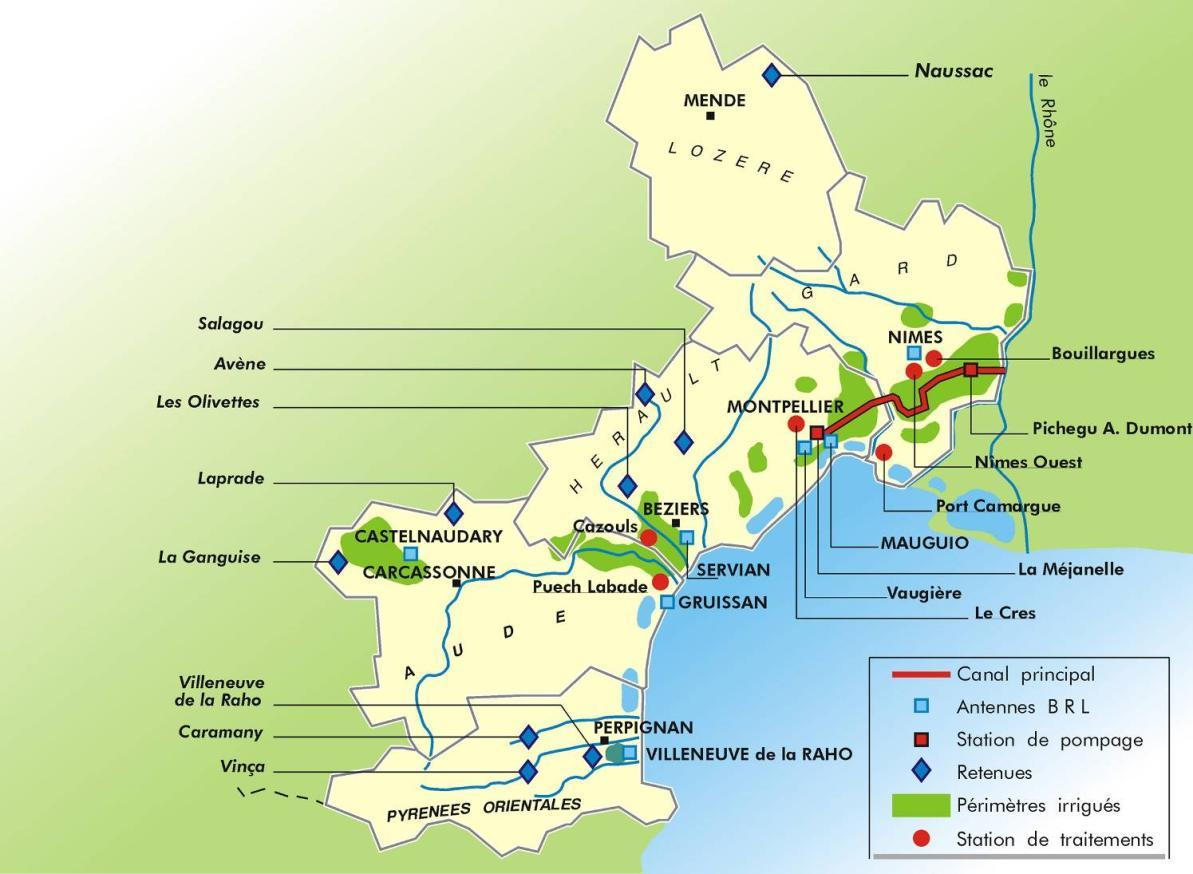 Naussac
le Rhône
MENDE
LOZERE
GARD
Salagou
NIMES
Bouillargues
Avène
HERAULT
Les Olivettes
MONTPELLIER
Pichegu A. Dumont
Nîmes Ouest
Laprade
BEZIERS
Port Camargue
Cazouls
CASTELNAUDARY
MAUGUIO
La Ganguise
CARCASSONNE
SERVIAN
La Méjanelle
Puech Labade
Vaugière
GRUISSAN
Le Cres
AUDE
Villeneuve
de la Raho
Caramany
PERPIGNAN
VILLENEUVE de la RAHO
Vinça
PYRENEES ORIENTALES
Canal principal
Antennes B R L
Station de pompage
Retenues
Périmètres irrigués
Station de traitements